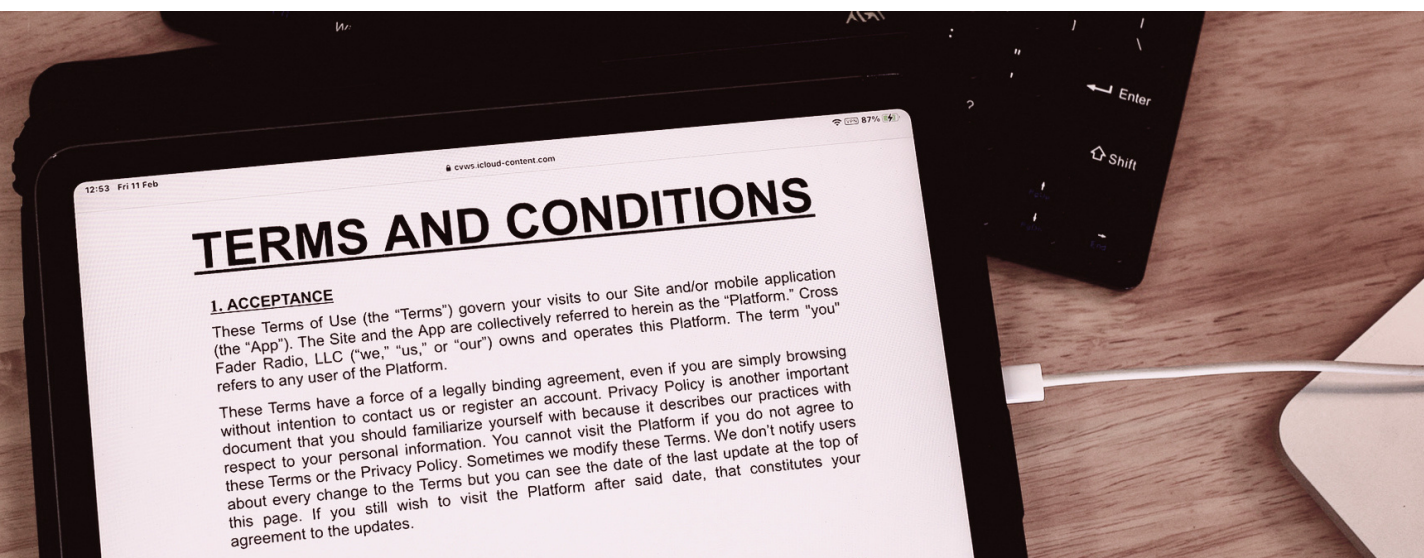 Enter
Shift
12:53 Fri 11 Feb
cvws.icloud-content.com
VPN 87%
TERMS AND CONDITIONS
1. ACCEPTANCE
These Terms of Use (the “Terms”) govern your visits to our Site and/or mobile application
(the “App”). The Site and the App are collectively referred to herein as the “Platform.” Cross
Fader Radio, LLC (“we,” “us,” or “our”) owns and operates this Platform. The term "you"
refers to any user of the Platform.
These Terms have a force of a legally binding agreement, even if you are simply browsing
without intention to contact us or register an account. Privacy Policy is another important
document that you should familiarize yourself with because it describes our practices with
respect to your personal information. You cannot visit the Platform if you do not agree to
these Terms or the Privacy Policy. Sometimes we modify these Terms. We don’t notify users
about every change to the Terms but you can see the date of the last update at the top of
this page. If you still wish to visit the Platform after said date, that constitutes your
agreement to the updates.